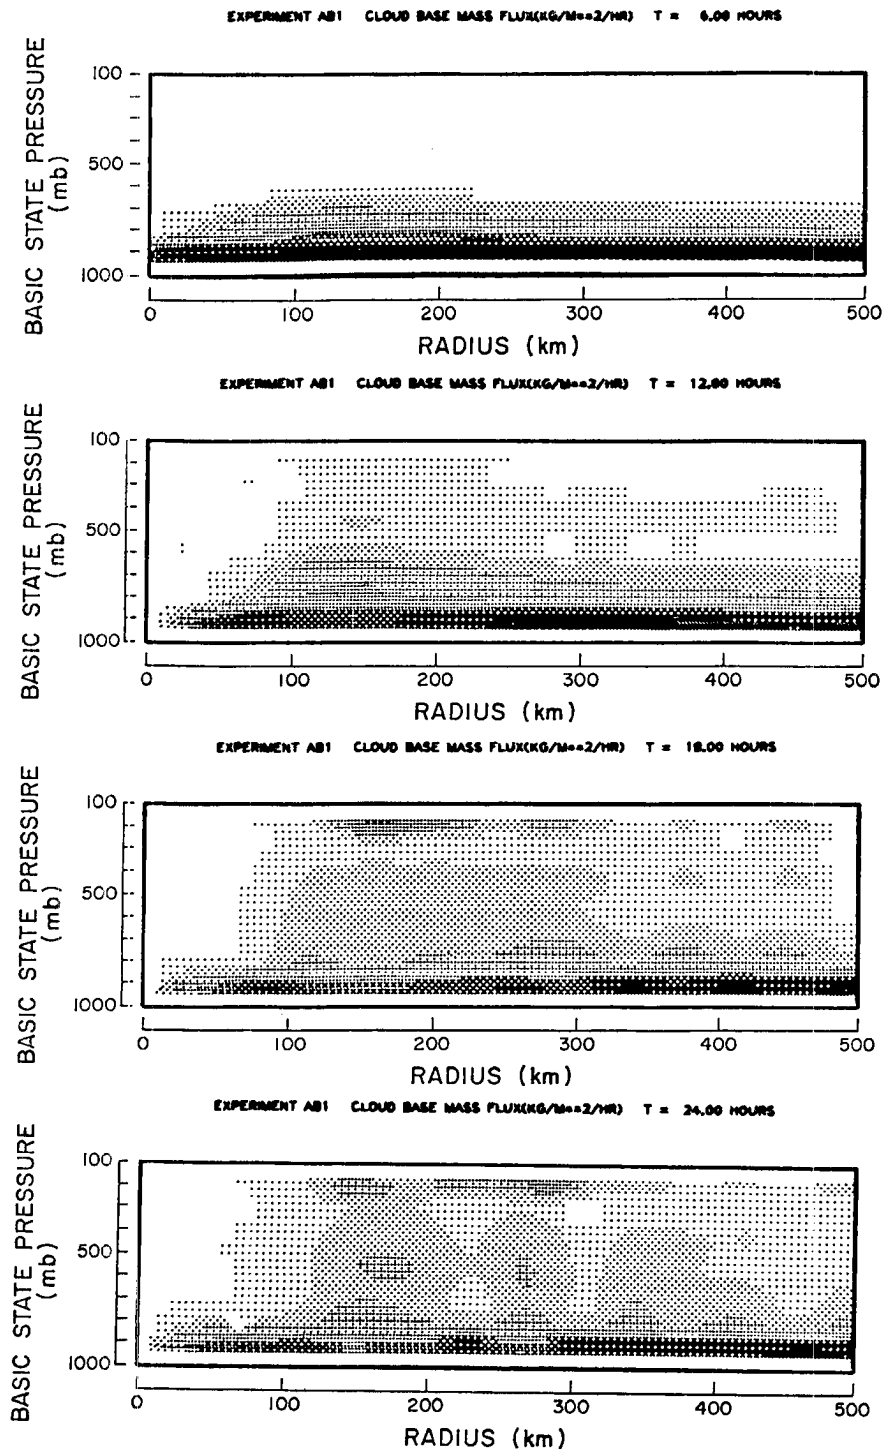 EXPERIMENT AB1 CLOUD BASE MASS FLUX(KG/M**2/HR) T = 6.00 HOURS
BASIC STATE PRESSURE
(mb)
100
500
1000
0 100 200 300 400 500
RADIUS (km)
EXPERIMENT AB1 CLOUD BASE MASS FLUX(KG/M**2/HR) T = 12.00 HOURS
BASIC STATE PRESSURE
(mb)
100
500
1000
0 100 200 300 400 500
RADIUS (km)
EXPERIMENT AB1 CLOUD BASE MASS FLUX(KG/M**2/HR) T = 18.00 HOURS
BASIC STATE PRESSURE
(mb)
100
500
1000
0 100 200 300 400 500
RADIUS (km)
EXPERIMENT AB1 CLOUD BASE MASS FLUX(KG/M**2/HR) T = 24.00 HOURS
BASIC STATE PRESSURE
(mb)
100
500
1000
0 100 200 300 400 500
RADIUS (km)